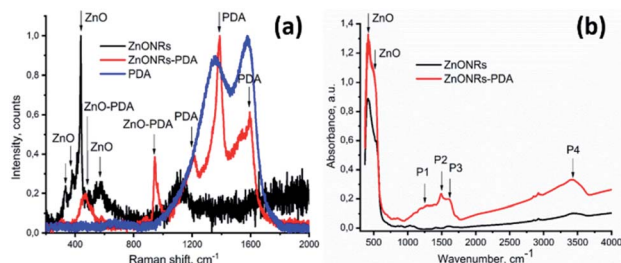 (a)
PDA
ZnO
ZnONRs
ZnONRs-PDA
PDA
PDA
ZnO-PDA
ZnO-PDA
PDA
ZnO
ZnO
Intensity, counts
1,0
0,8
0,6
0,4
0,2
0,0
400
800
1200
1600
2000
Raman shift, cm-1
(b)
ZnO
ZnO
ZnONRs
ZnONRs-PDA
P1
P2
P3
P4
Absorbance, a.u.
1,4
1,2
1,0
0,8
0,6
0,4
0,2
0,0
500
1000
1500
2000
2500
3000
3500
4000
Wavenumber, cm-1